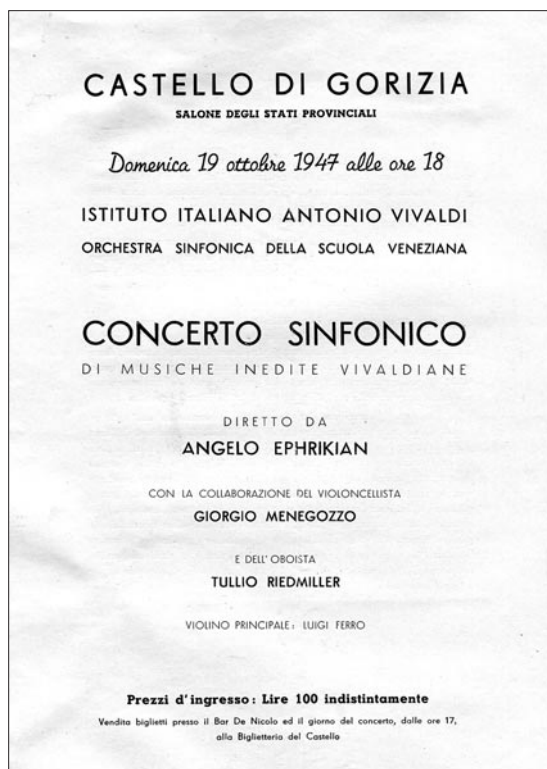 CASTELLO DI GORIZIA
SALONE DEGLI STATI PROVINCIALI
Domenica 19 ottobre 1947 alle ore 18
ISTITUTO ITALIANO ANTONIO VIVALDI
ORCHESTRA SINFONICA DELLA SCUOLA VENEZIANA
CONCERTO SINFONICO
DI MUSICHE INEDITE VIVALDIANE
DIRETTO DA
ANGELO EPHRIKIAN
CON LA COLLABORAZIONE DEL VIOLONCELLISTA
GIORGIO MENEGOZZO
E DELL'OBOISTA
TULLIO RIEDMILLER
VIOLINO PRINCIPALE: LUIGI FERRO
Prezzi d'ingresso: Lire 100 indistintamente
Vendita biglietti presso il Bar De Nicolo ed il giorno del concerto, dalle ore 17,
alla Biglietteria del Castello